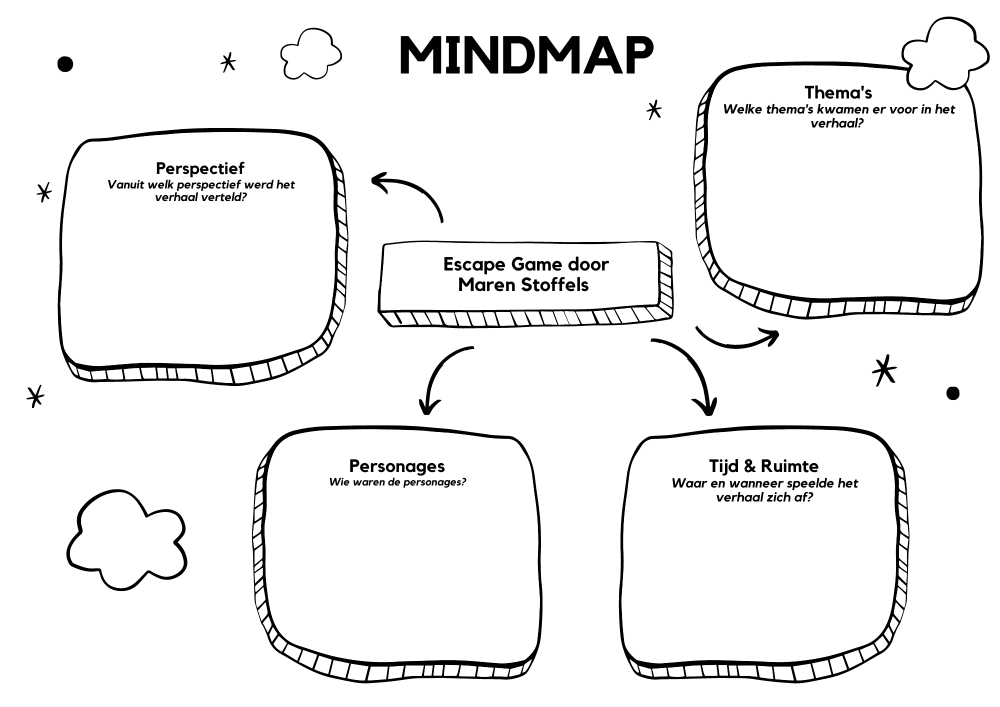 MINDMAP
Thema's
Welke thema's kwamen er voor in het
verhaal?
Perspectief
Vanuit welk perspectief werd het
verhaal verteld?
Escape Game door
Maren Stoffels
Personages
Wie waren de personages?
Tijd & Ruimte
Waar en wanneer speelde het
verhaal zich af?